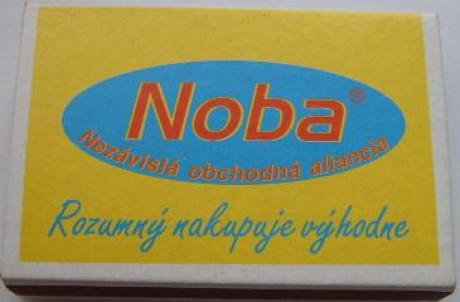 Noba®
Nezávislá obchodná aliancia
Rozumný nakupuje výhodne